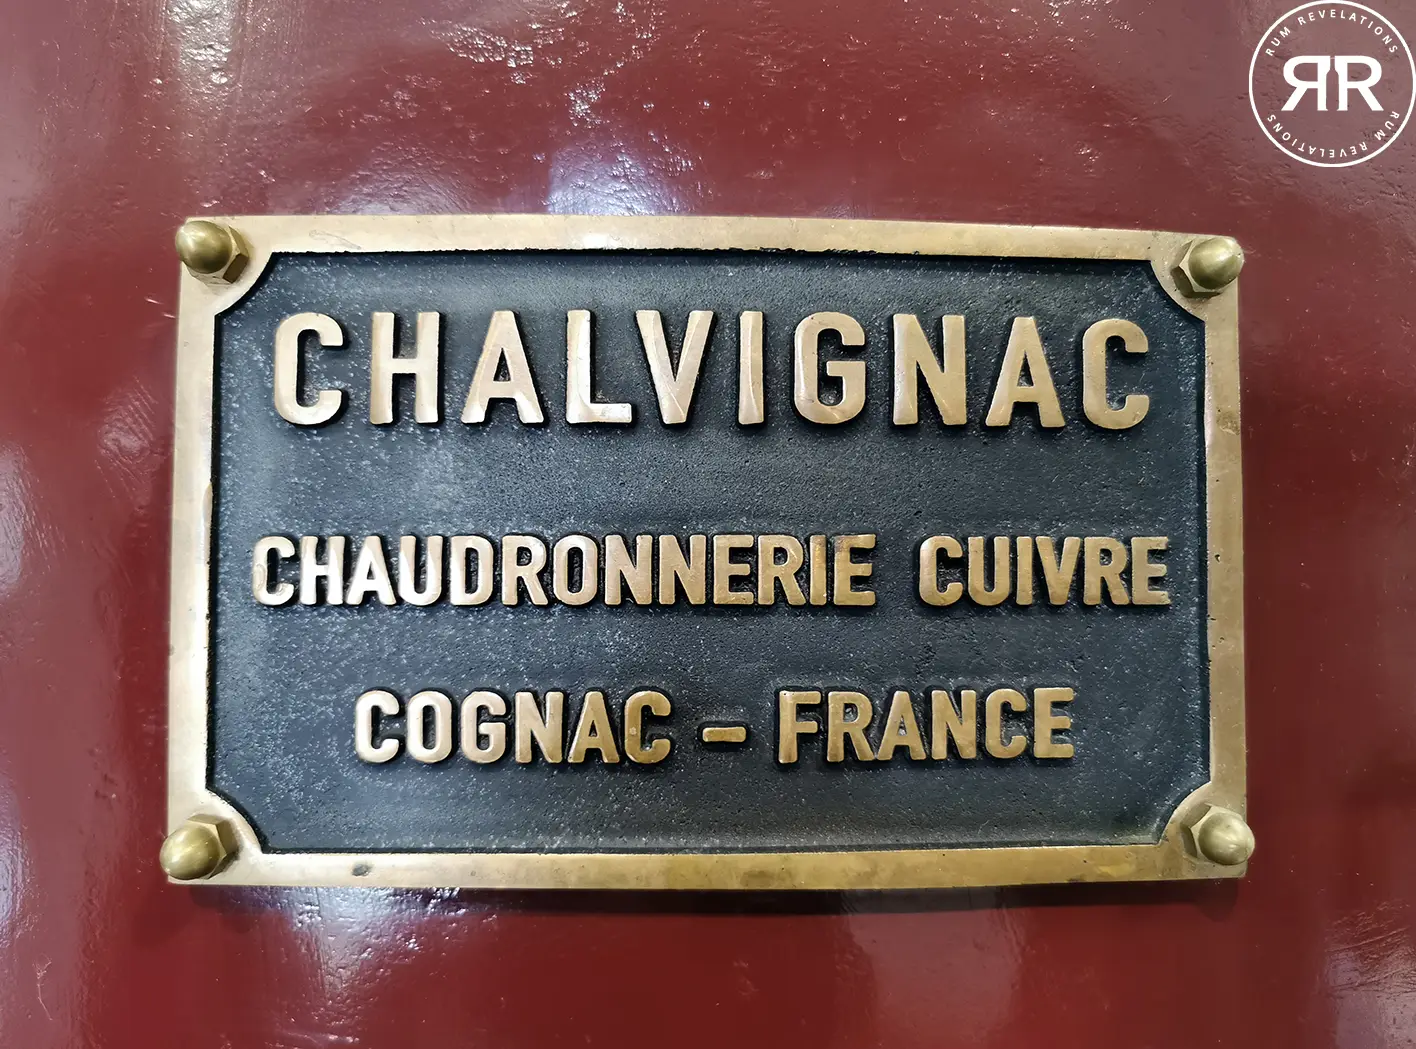 CHALVIGNAC
CHAUDRONNERIE CUIVRE
COGNAC – FRANCE
RUM REVELATIONS
RR
RUM REVELATIONS